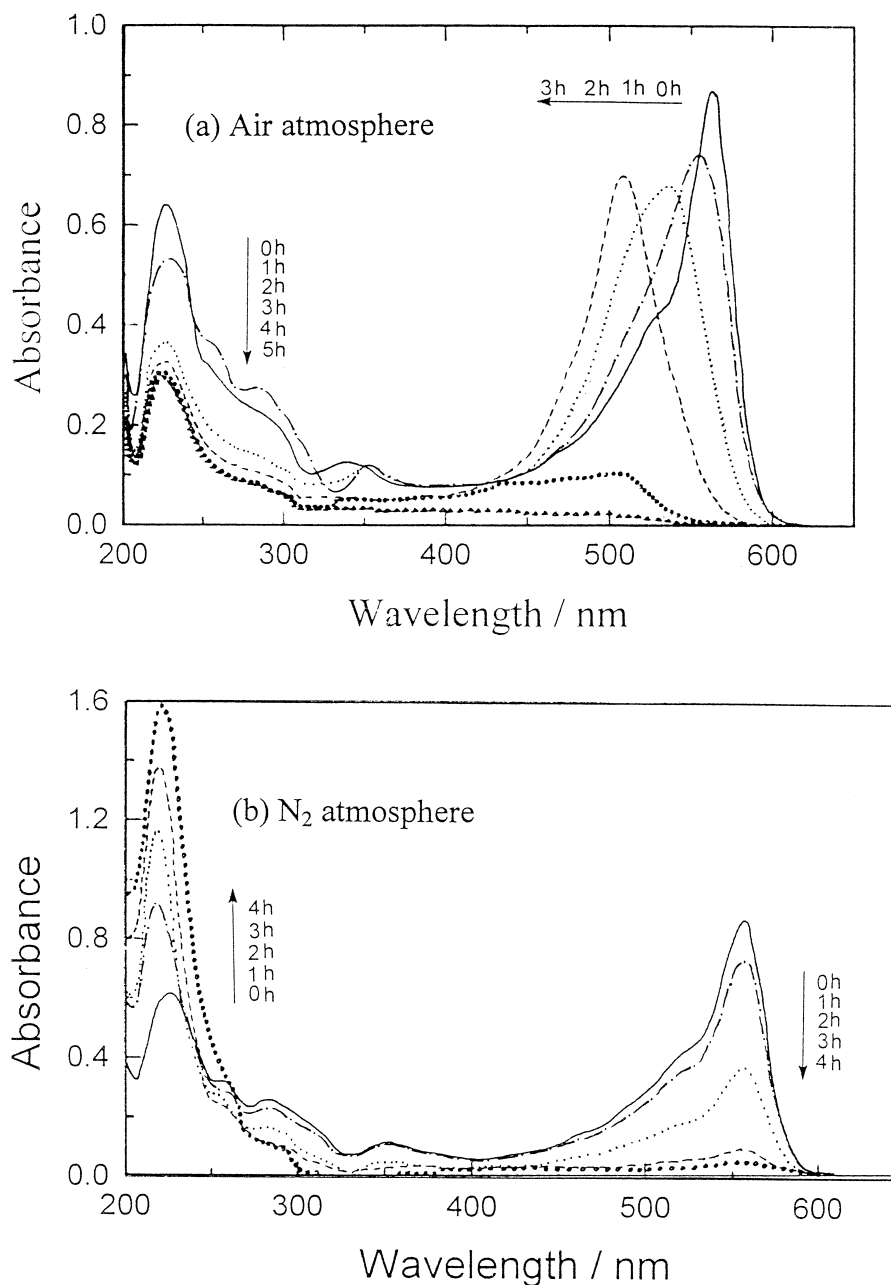 1.0
3h 2h 1h 0h
(a) Air atmosphere
0.8
0.6
0h
1h
2h
3h
4h
5h
0.4
0.2
0.0
Absorbance
200 300 400 500 600
Wavelength / nm
1.6
(b) N₂ atmosphere
1.2
4h
3h
2h
1h
0h
0.8
0h
1h
2h
3h
4h
0.4
0.0
Absorbance
200 300 400 500 600
Wavelength / nm